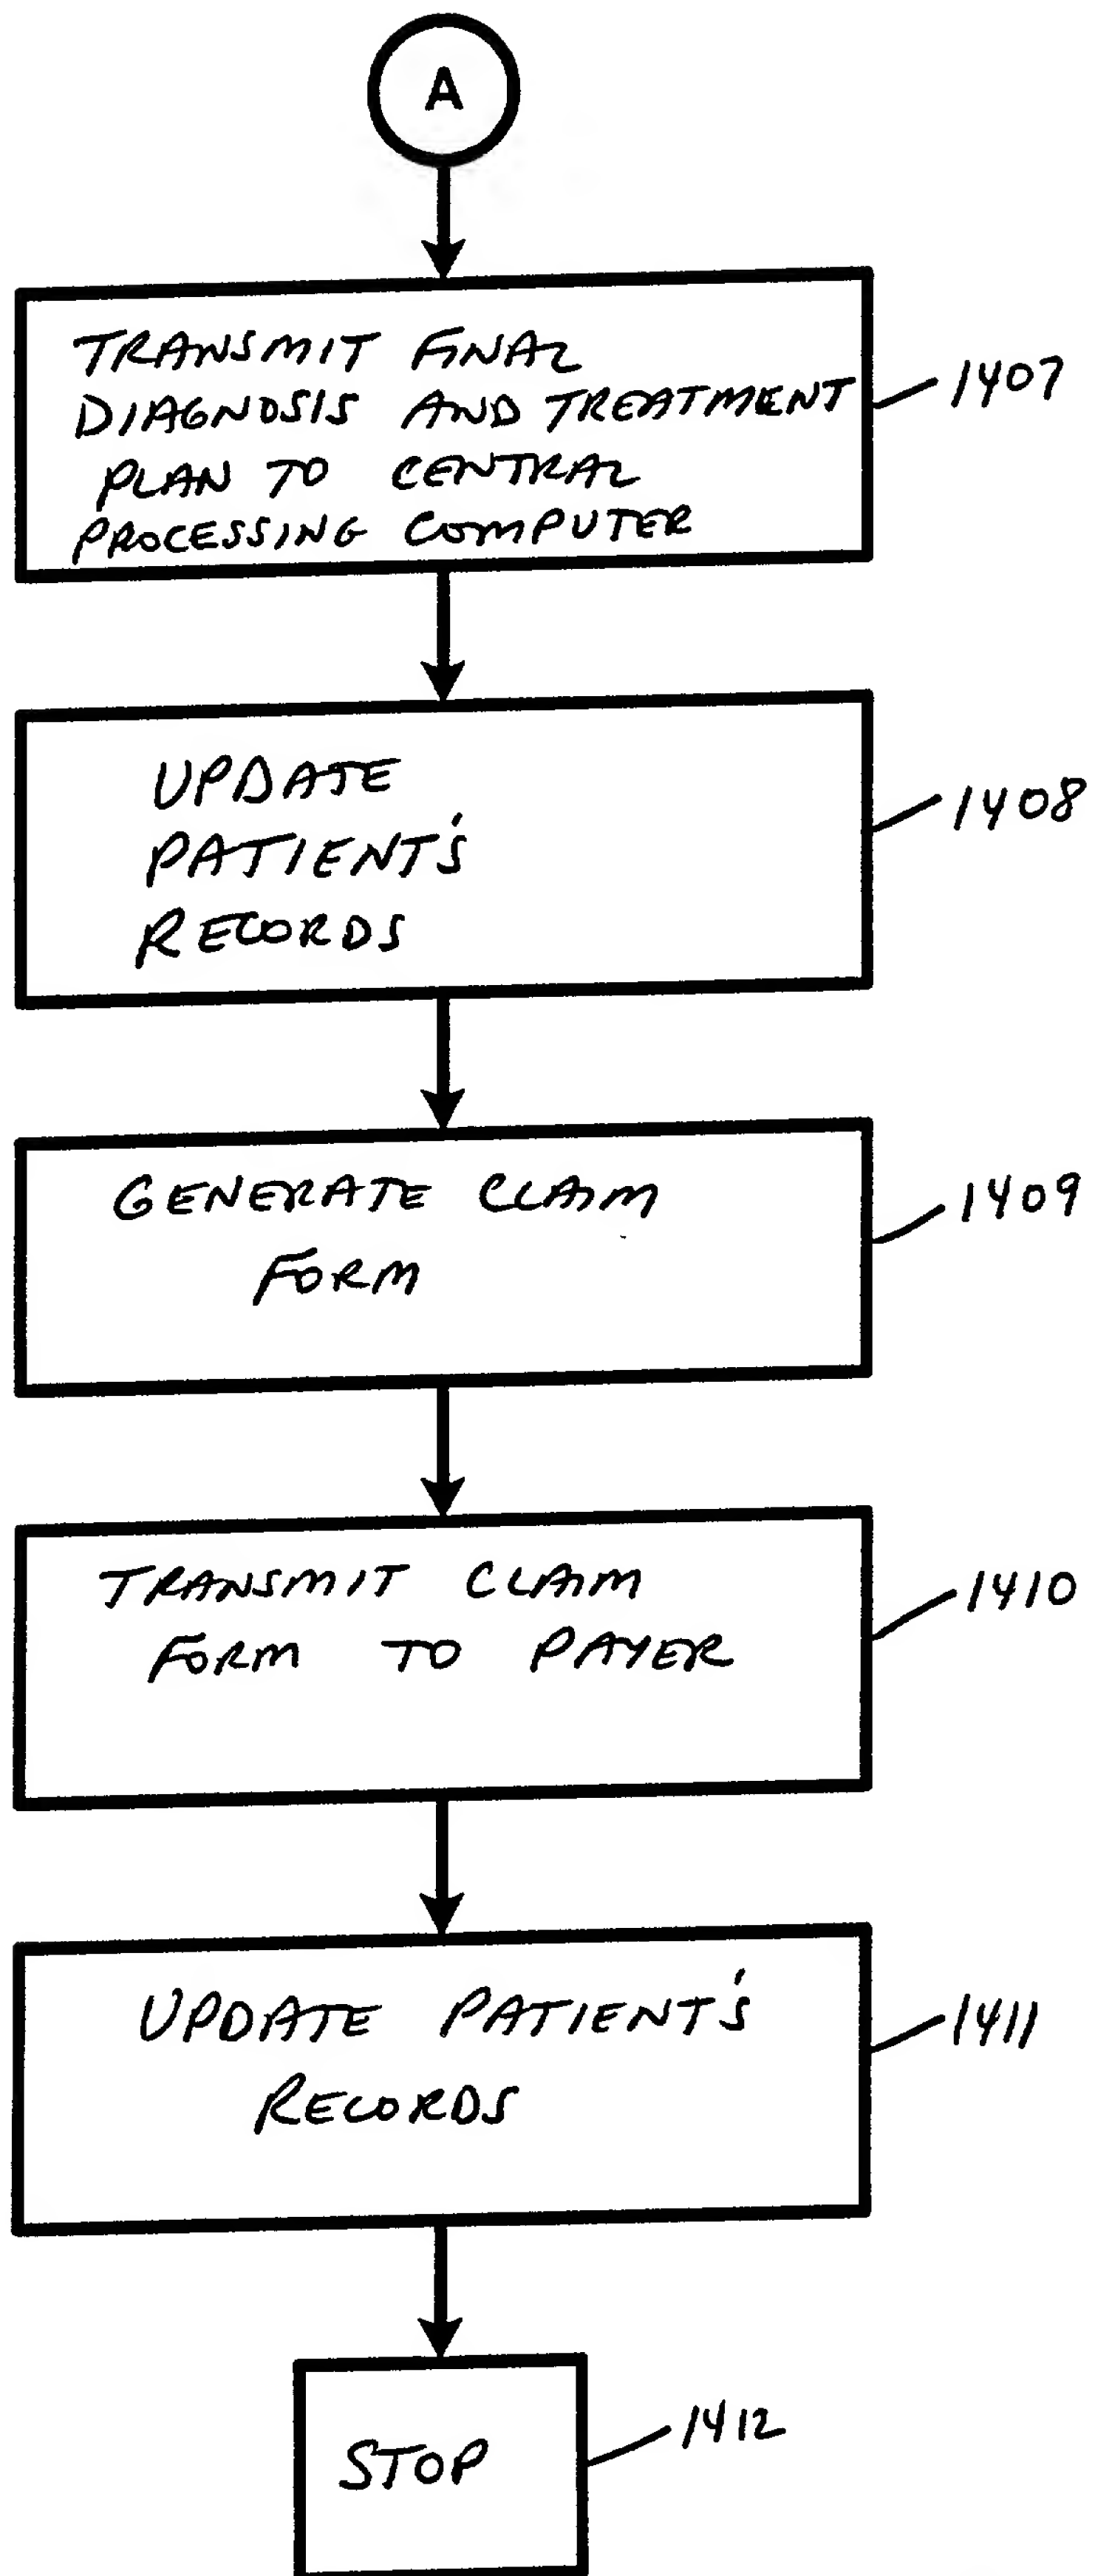 A
TRANSMIT FINAL
DIAGNOSIS AND TREATMENT
PLAN TO CENTRAL
PROCESSING COMPUTER
1407
UPDATE
PATIENT'S
RECORDS
1408
GENERATE CLAIM
FORM
1409
TRANSMIT CLAIM
FORM TO PAYER
1410
UPDATE PATIENT'S
RECORDS
1411
STOP
1412